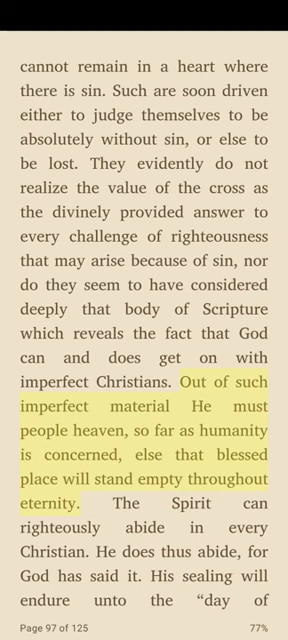 cannot remain in a heart where
there is sin. Such are soon driven
either to judge themselves to be
absolutely without sin, or else to
be lost. They evidently do not
realize the value of the cross as
the divinely provided answer to
every challenge of righteousness
that may arise because of sin, nor
do they seem to have considered
deeply that body of Scripture
which reveals the fact that God
can and does get on with
imperfect Christians. Out of such
imperfect material He must
people heaven, so far as humanity
is concerned, else that blessed
place will stand empty throughout
eternity. The Spirit can
righteously abide in every
Christian. He does thus abide, for
God has said it. His sealing will
endure unto the “day of
Page 97 of 125 77%